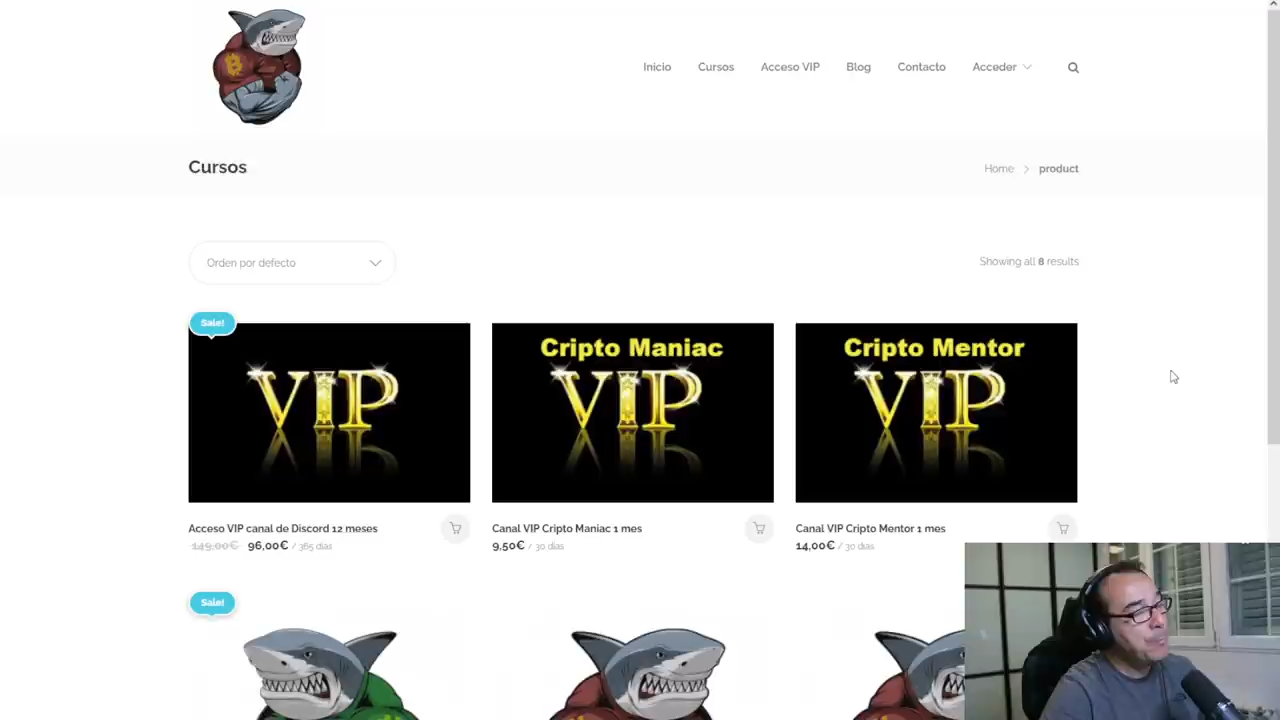 Inicio Cursos Acceso VIP Blog Contacto Acceder
Cursos
Home product
Orden por defecto
Showing all 8 results
Sale!
VIP
Cripto Maniac
VIP
Cripto Mentor
VIP
Acceso VIP canal de Discord 12 meses
149,00€ 96,00€ / 365 días
Canal VIP Cripto Maniac 1 mes
9,50€ / 30 días
Canal VIP Cripto Mentor 1 mes
14,00€ / 30 días
Sale!